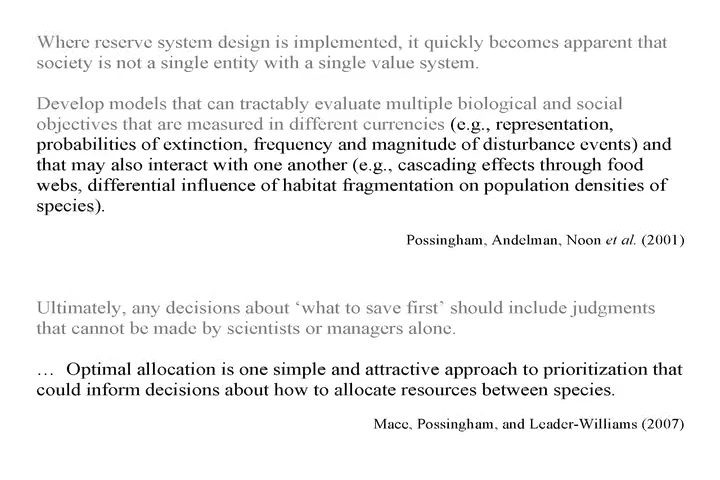 Where reserve system design is implemented, it quickly becomes apparent that
society is not a single entity with a single value system.
Develop models that can tractably evaluate multiple biological and social
objectives that are measured in different currencies (e.g., representation,
probabilities of extinction, frequency and magnitude of disturbance events) and
that may also interact with one another (e.g., cascading effects through food
webs, differential influence of habitat fragmentation on population densities of
species).
Possingham, Andelman, Noon et al. (2001)
Ultimately, any decisions about ‘what to save first’ should include judgments
that cannot be made by scientists or managers alone.
… Optimal allocation is one simple and attractive approach to prioritization that
could inform decisions about how to allocate resources between species.
Mace, Possingham, and Leader-Williams (2007)